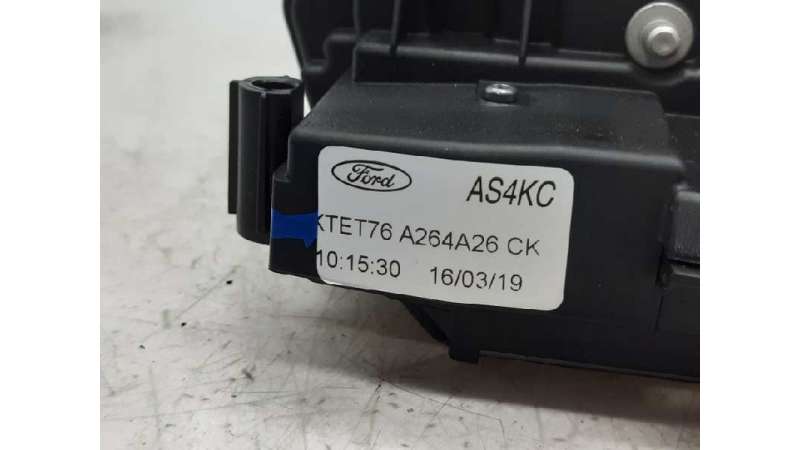 Ford
AS4KC
KTET76 A264A26 CK
10:15:30 16/03/19